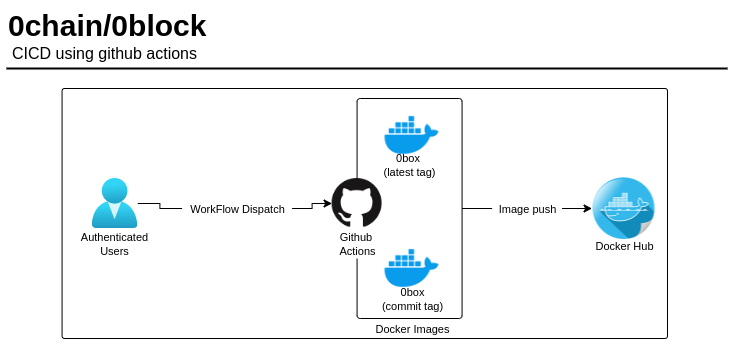 0chain/0block
CICD using github actions
0box
(latest tag)
WorkFlow Dispatch
Image push
Authenticated
Users
Github
Actions
Docker Hub
0box
(commit tag)
Docker Images